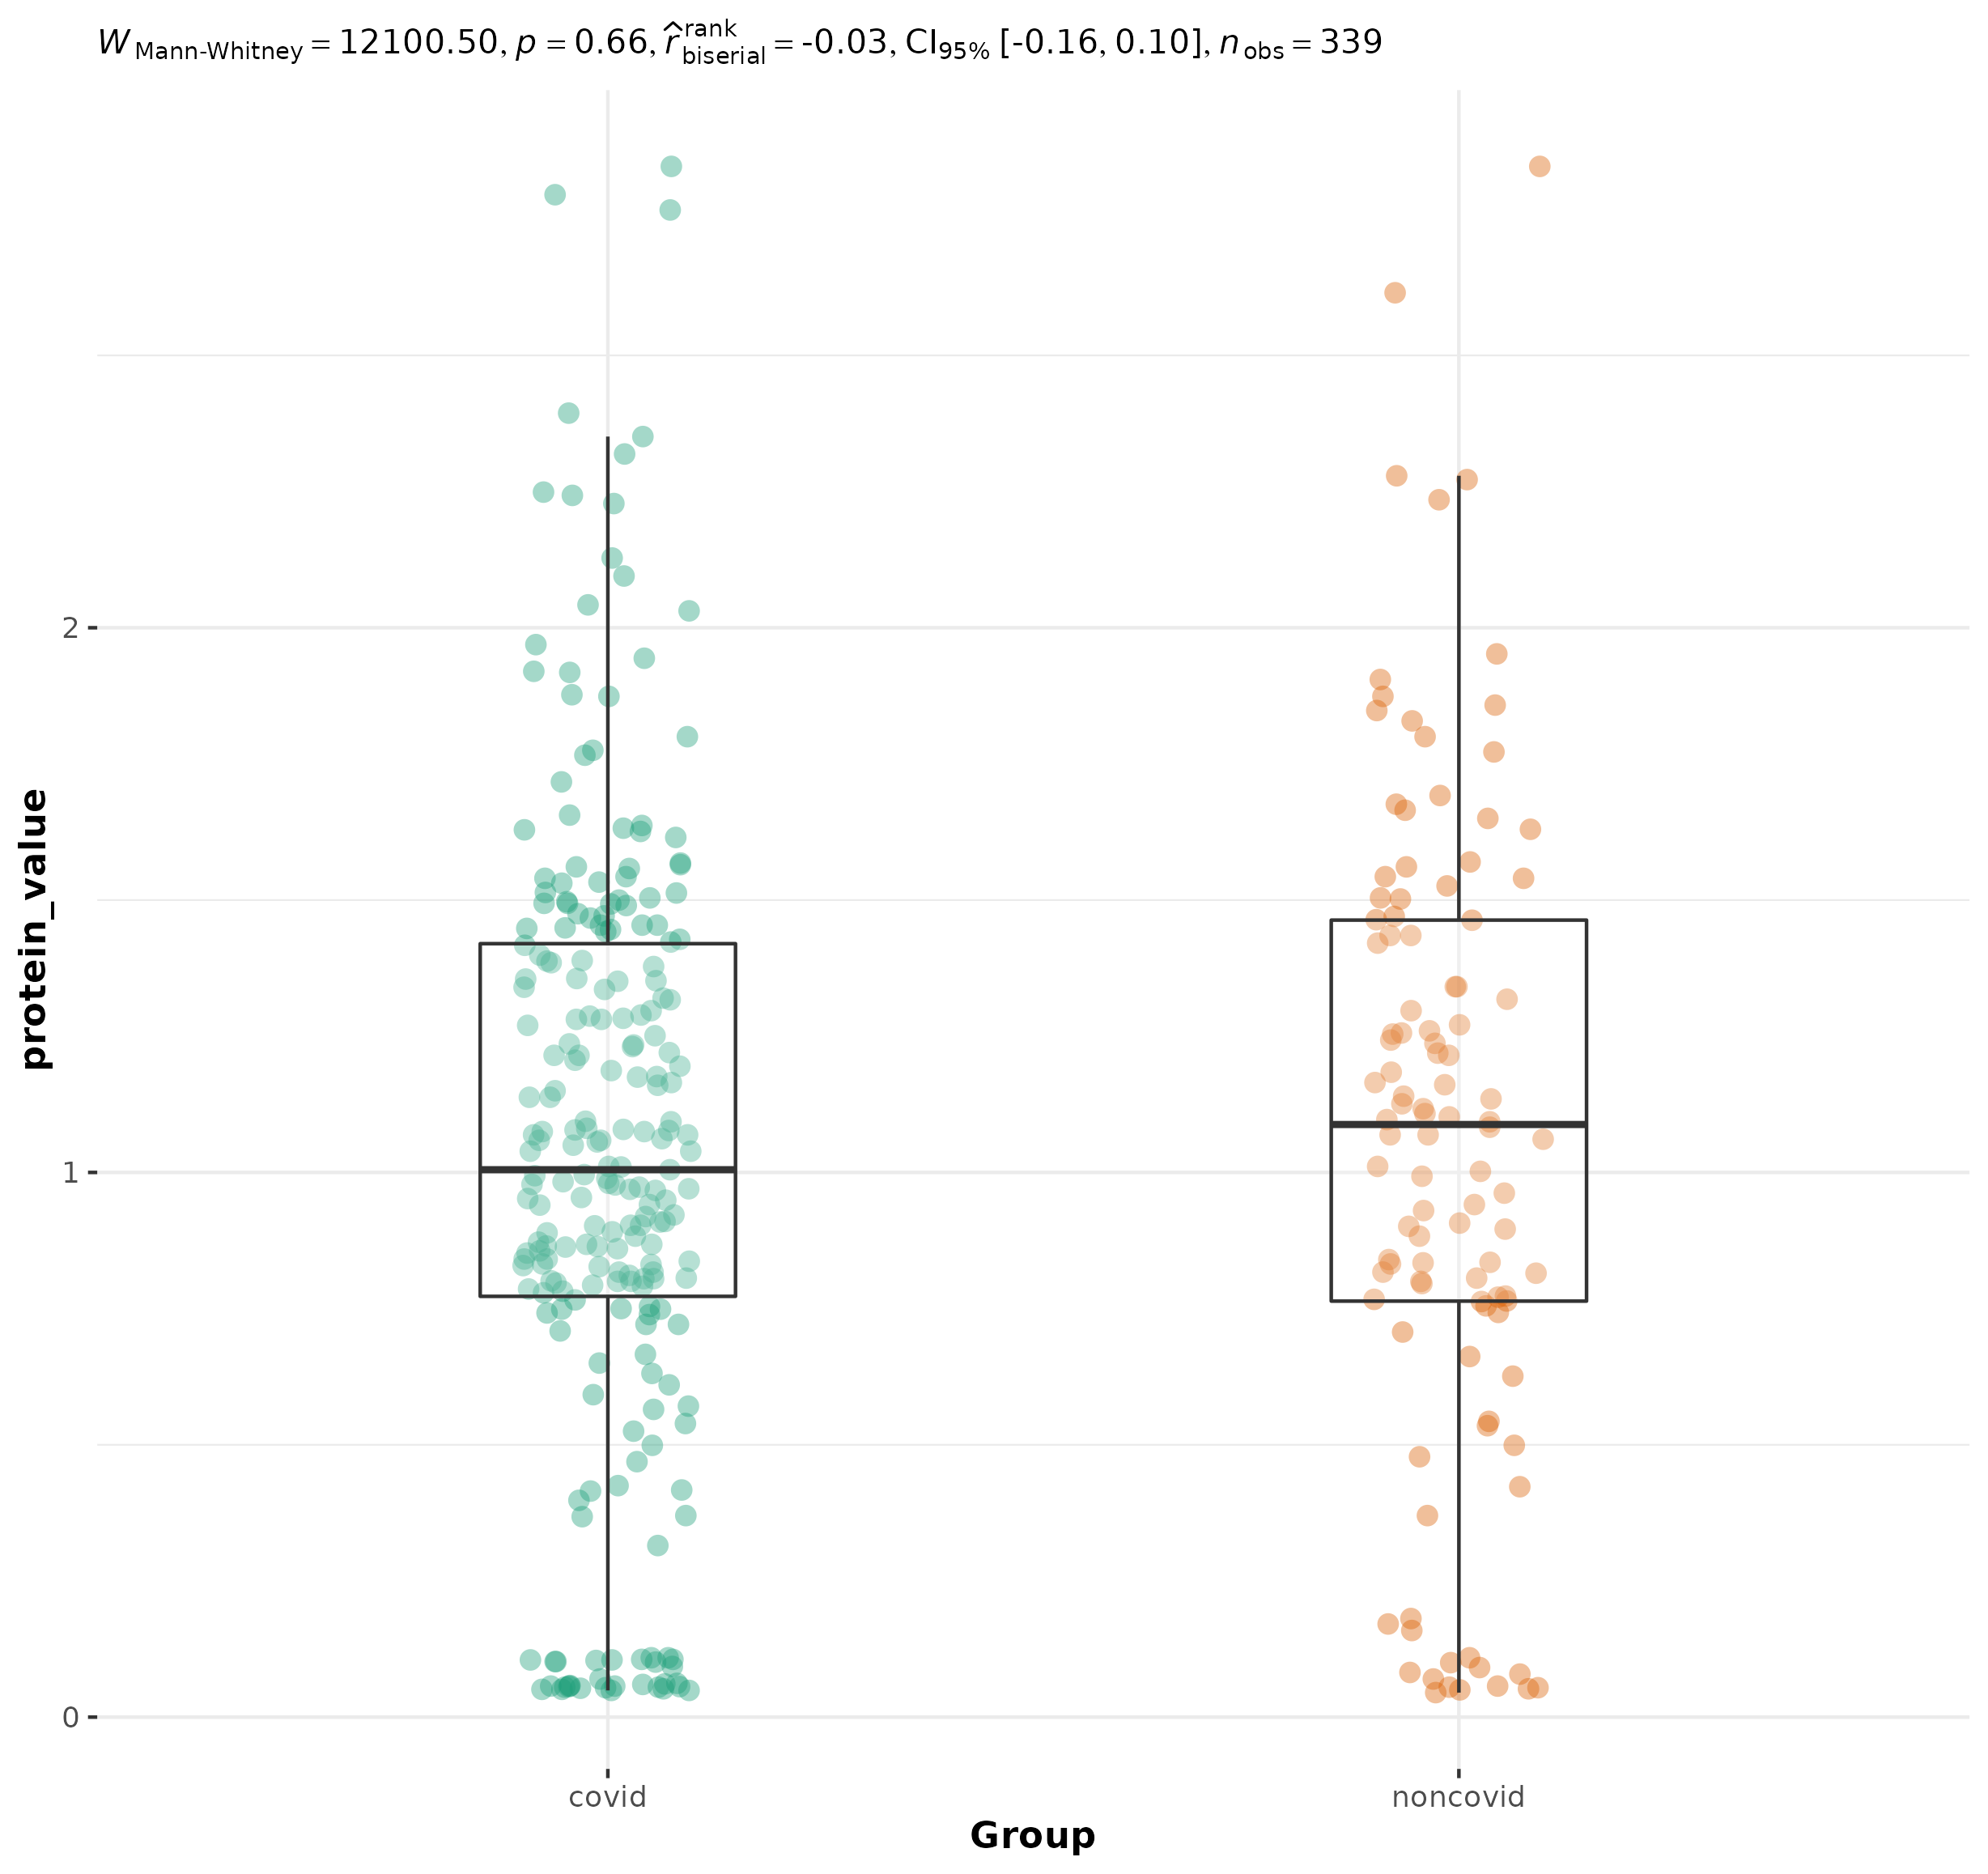 W Mann-Whitney = 12100.50, p = 0.66, r̂ rank biserial = -0.03, CI95% [-0.16, 0.10], n obs = 339
protein_value
2
1
0
covid noncovid
Group